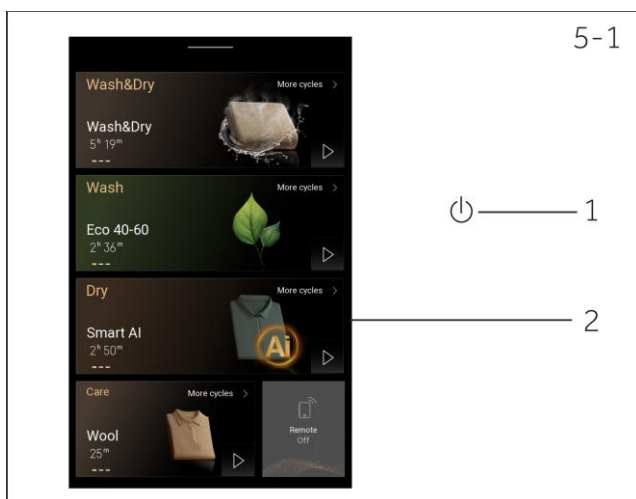 5-1
Wash&Dry
More cycles >
Wash&Dry
5h 19m
Wash
More cycles >
Eco 40-60
2h 36m
1
Dry
More cycles >
Smart AI
2h 50m
Ai
2
Care
More cycles >
Wool
25m
Remote
Off